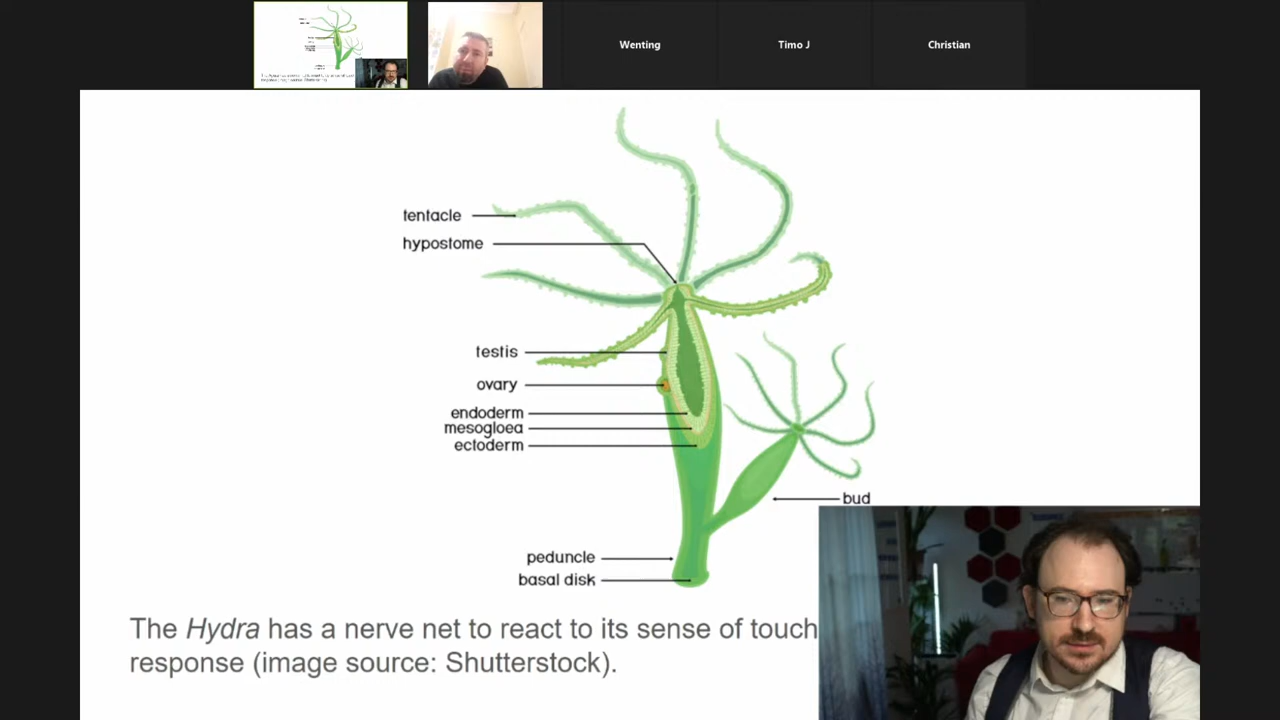 Wenting
Timo J
Christian
tentacle
hypostome
testis
ovary
endoderm
mesogloea
ectoderm
bud
peduncle
basal disk
The Hydra has a nerve net to react to its sense of touch
response (image source: Shutterstock).